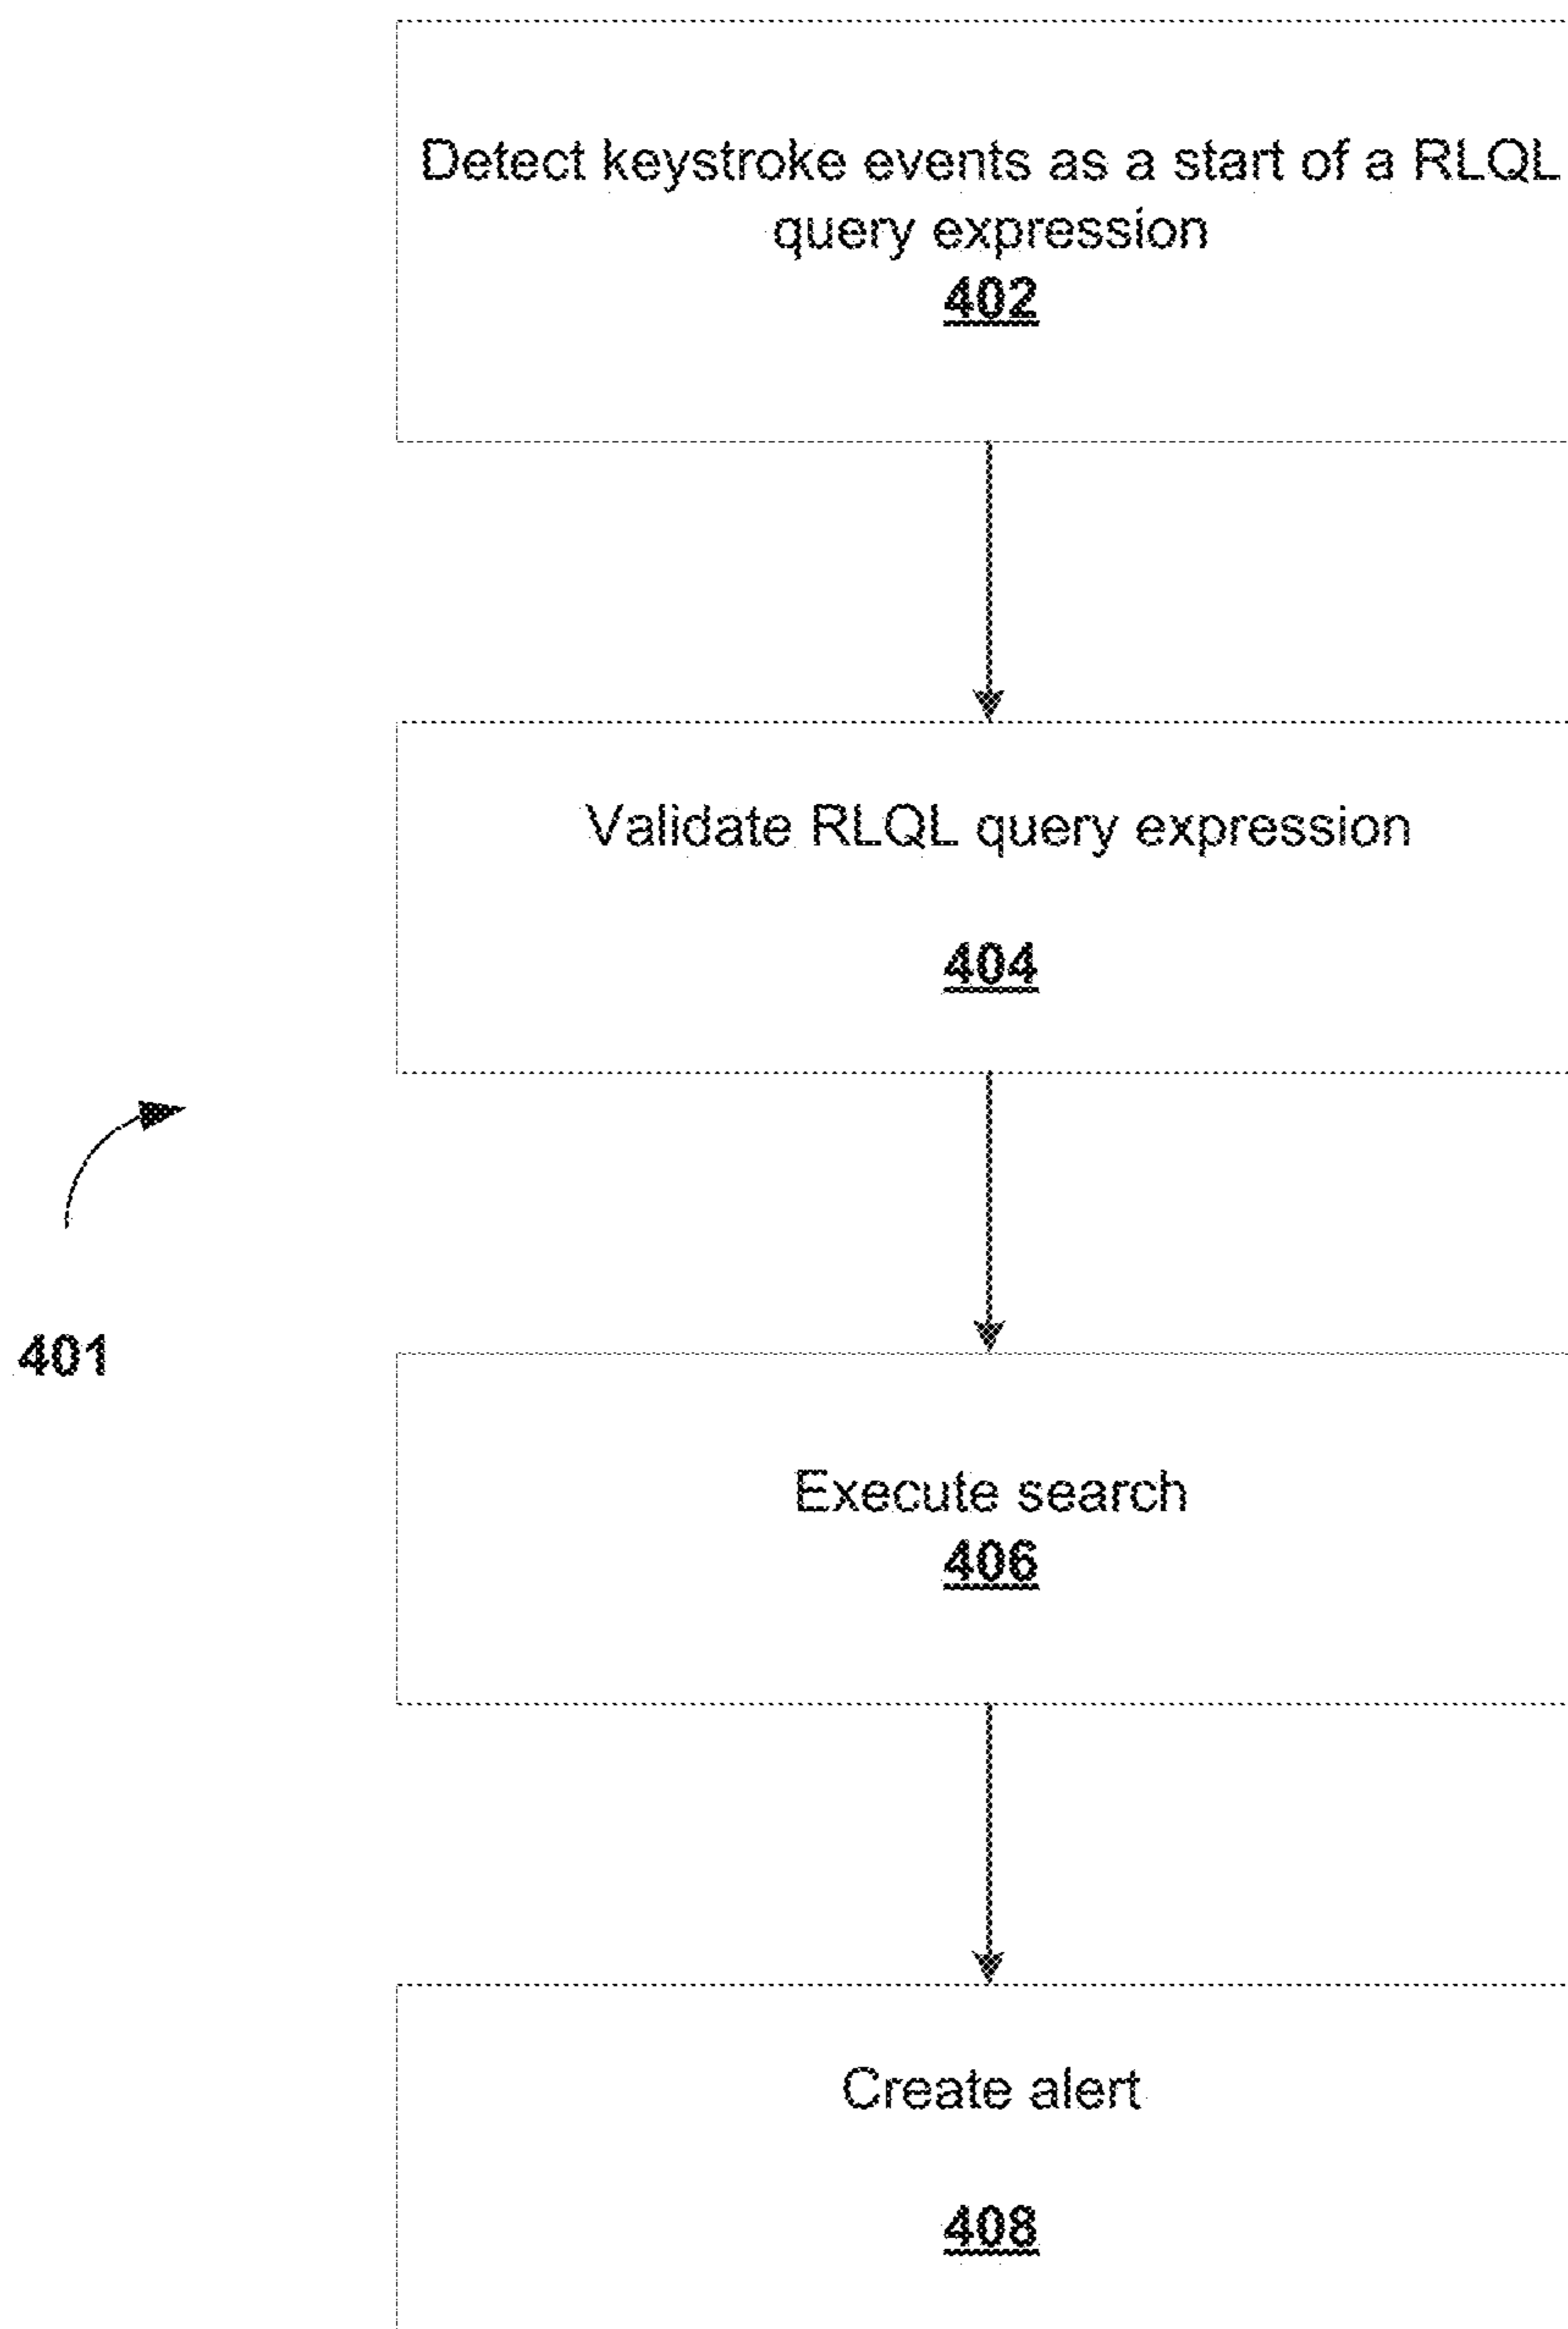 Detect keystroke events as a start of a RLQL
query expression
402
Validate RLQL query expression
404
401
Execute search
406
Create alert
408